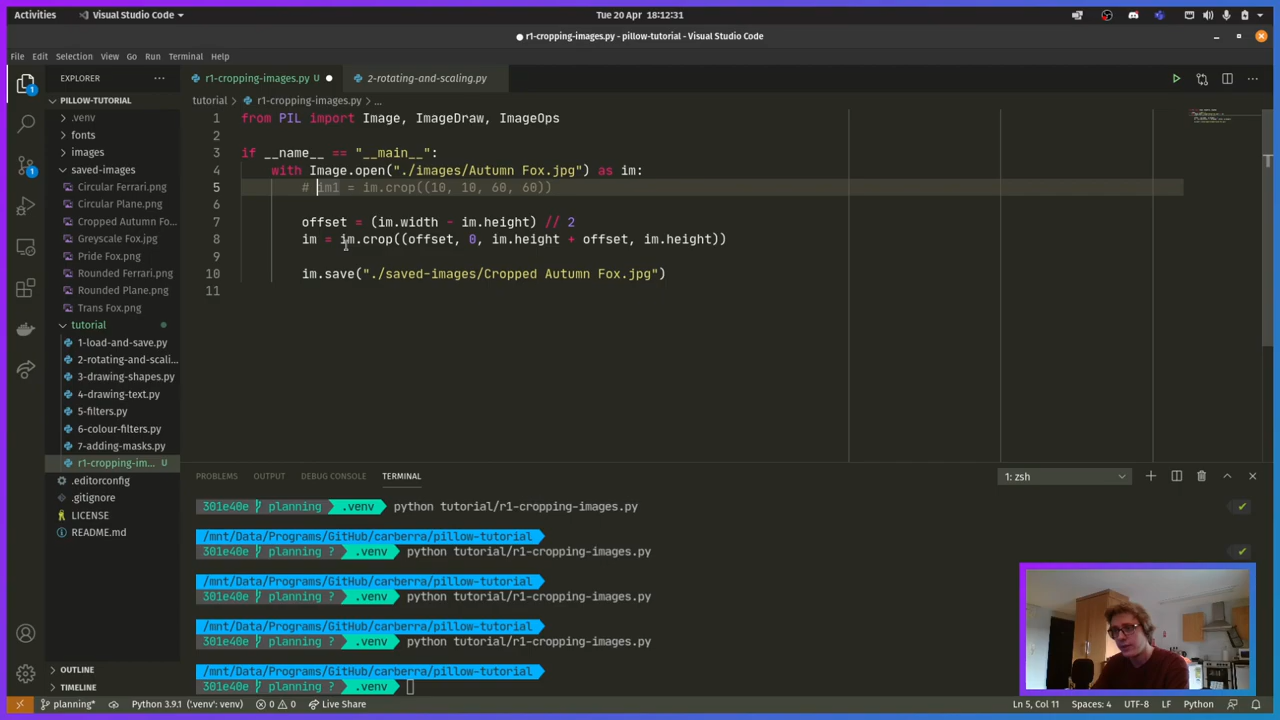 Activities
Visual Studio Code
Tue 20 Apr 18:12:31
● r1-cropping-images.py - pillow-tutorial - Visual Studio Code
File Edit Selection View Go Run Terminal Help
EXPLORER
r1-cropping-images.py U
2-rotating-and-scaling.py
PILLOW-TUTORIAL
tutorial > r1-cropping-images.py > ...
.venv
fonts
images
saved-images
Circular Ferrari.png
Circular Plane.png
Cropped Autumn Fo...
Greyscale Fox.jpg
Pride Fox.png
Rounded Ferrari.png
Rounded Plane.png
Trans Fox.png
tutorial
1-load-and-save.py
2-rotating-and-scali...
3-drawing-shapes.py
4-drawing-text.py
5-filters.py
6-colour-filters.py
7-adding-masks.py
r1-cropping-im... U
.editorconfig
.gitignore
LICENSE
README.md
OUTLINE
TIMELINE
1 from PIL import Image, ImageDraw, ImageOps
2
3 if __name__ == "__main__":
4 with Image.open("./images/Autumn Fox.jpg") as im:
5 # im1 = im.crop((10, 10, 60, 60))
6
7 offset = (im.width - im.height) // 2
8 im = im.crop((offset, 0, im.height + offset, im.height))
9
10 im.save("./saved-images/Cropped Autumn Fox.jpg")
11
PROBLEMS OUTPUT DEBUG CONSOLE TERMINAL
1: zsh
301e40e planning .venv python tutorial/r1-cropping-images.py
/mnt/Data/Programs/GitHub/carberra/pillow-tutorial
301e40e planning ? .venv python tutorial/r1-cropping-images.py
/mnt/Data/Programs/GitHub/carberra/pillow-tutorial
301e40e planning ? .venv python tutorial/r1-cropping-images.py
/mnt/Data/Programs/GitHub/carberra/pillow-tutorial
301e40e planning ? .venv python tutorial/r1-cropping-images.py
/mnt/Data/Programs/GitHub/carberra/pillow-tutorial
301e40e planning ? .venv
planning* Python 3.9.1 ('.venv': venv) 0 0 Live Share
Ln 5, Col 11 Spaces: 4 UTF-8 LF Python